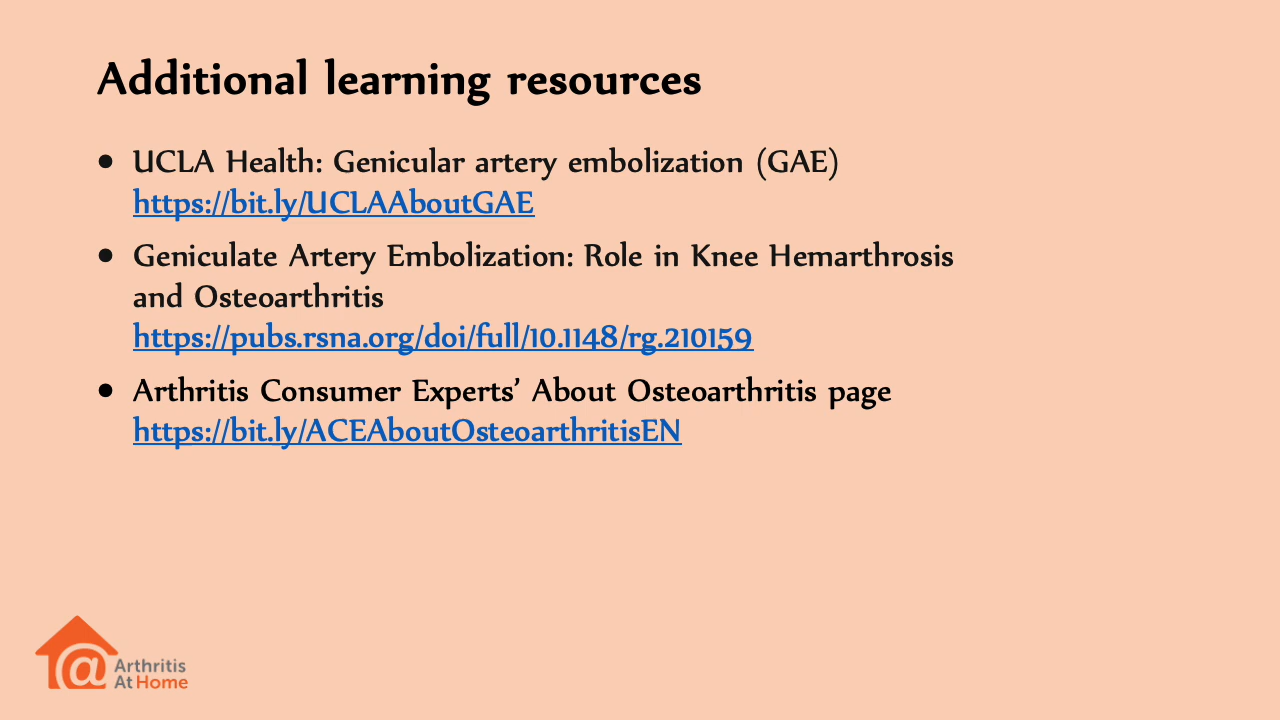 Additional learning resources
• UCLA Health: Genicular artery embolization (GAE)
https://bit.ly/UCLAAboutGAE
• Geniculate Artery Embolization: Role in Knee Hemarthrosis
and Osteoarthritis
https://pubs.rsna.org/doi/full/10.1148/rg.210159
• Arthritis Consumer Experts’ About Osteoarthritis page
https://bit.ly/ACEAboutOsteoarthritisEN
@ Arthritis
At Home